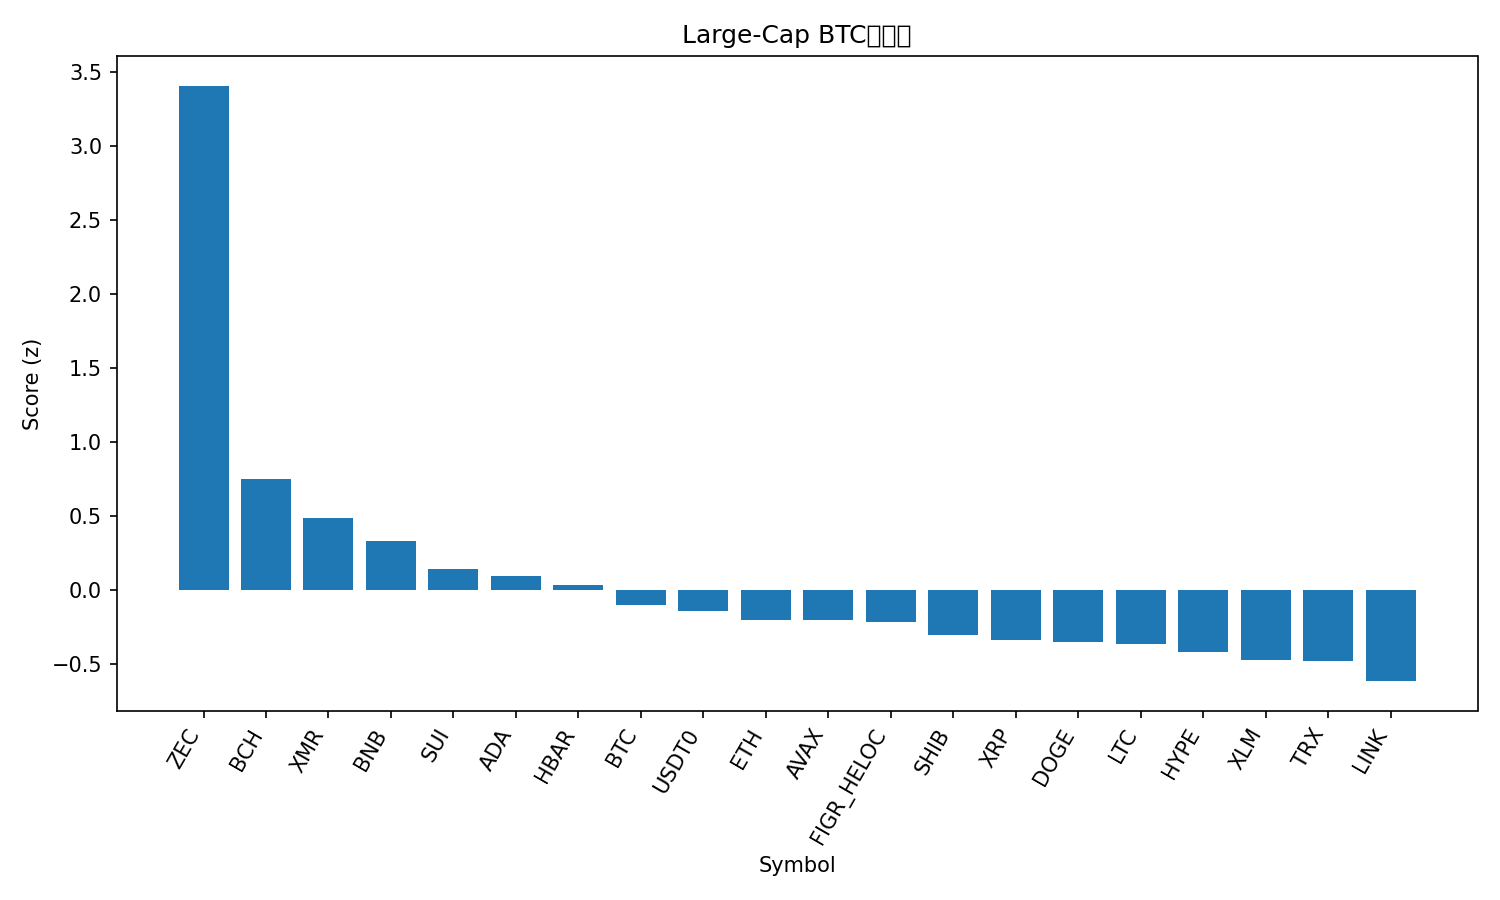 Large-Cap BTC
3.5
3.0
2.5
2.0
1.5
1.0
0.5
0.0
−0.5
Score (z)
ZEC
BCH
XMR
BNB
SUI
ADA
HBAR
BTC
USDT0
ETH
AVAX
FIGR_HELOC
SHIB
XRP
DOGE
LTC
HYPE
XLM
TRX
LINK
Symbol